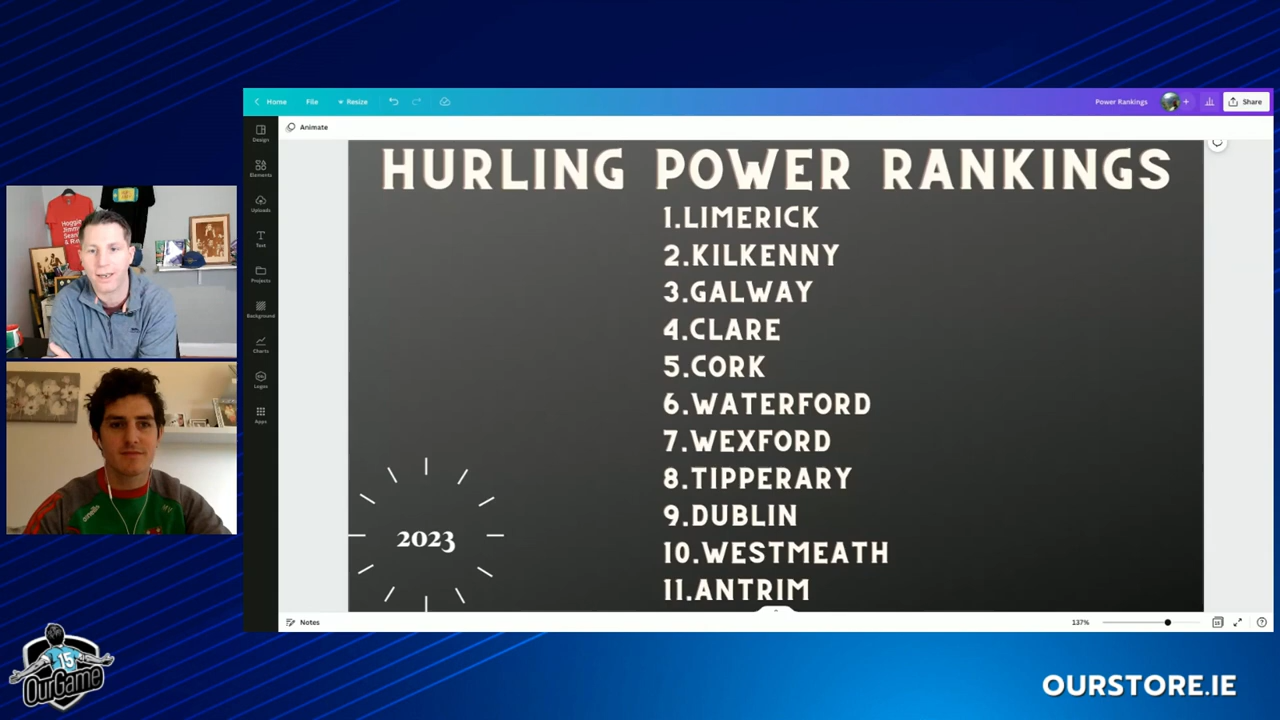 Home
File
Resize
Power Rankings
Share
Animate
Design
Elements
Uploads
Text
Projects
Background
Charts
Logos
Apps
HURLING POWER RANKINGS
1.LIMERICK
2.KILKENNY
3.GALWAY
4.CLARE
5.CORK
6.WATERFORD
7.WEXFORD
8.TIPPERARY
9.DUBLIN
10.WESTMEATH
11.ANTRIM
2023
Notes
137%
15
OurGame
OURSTORE.IE